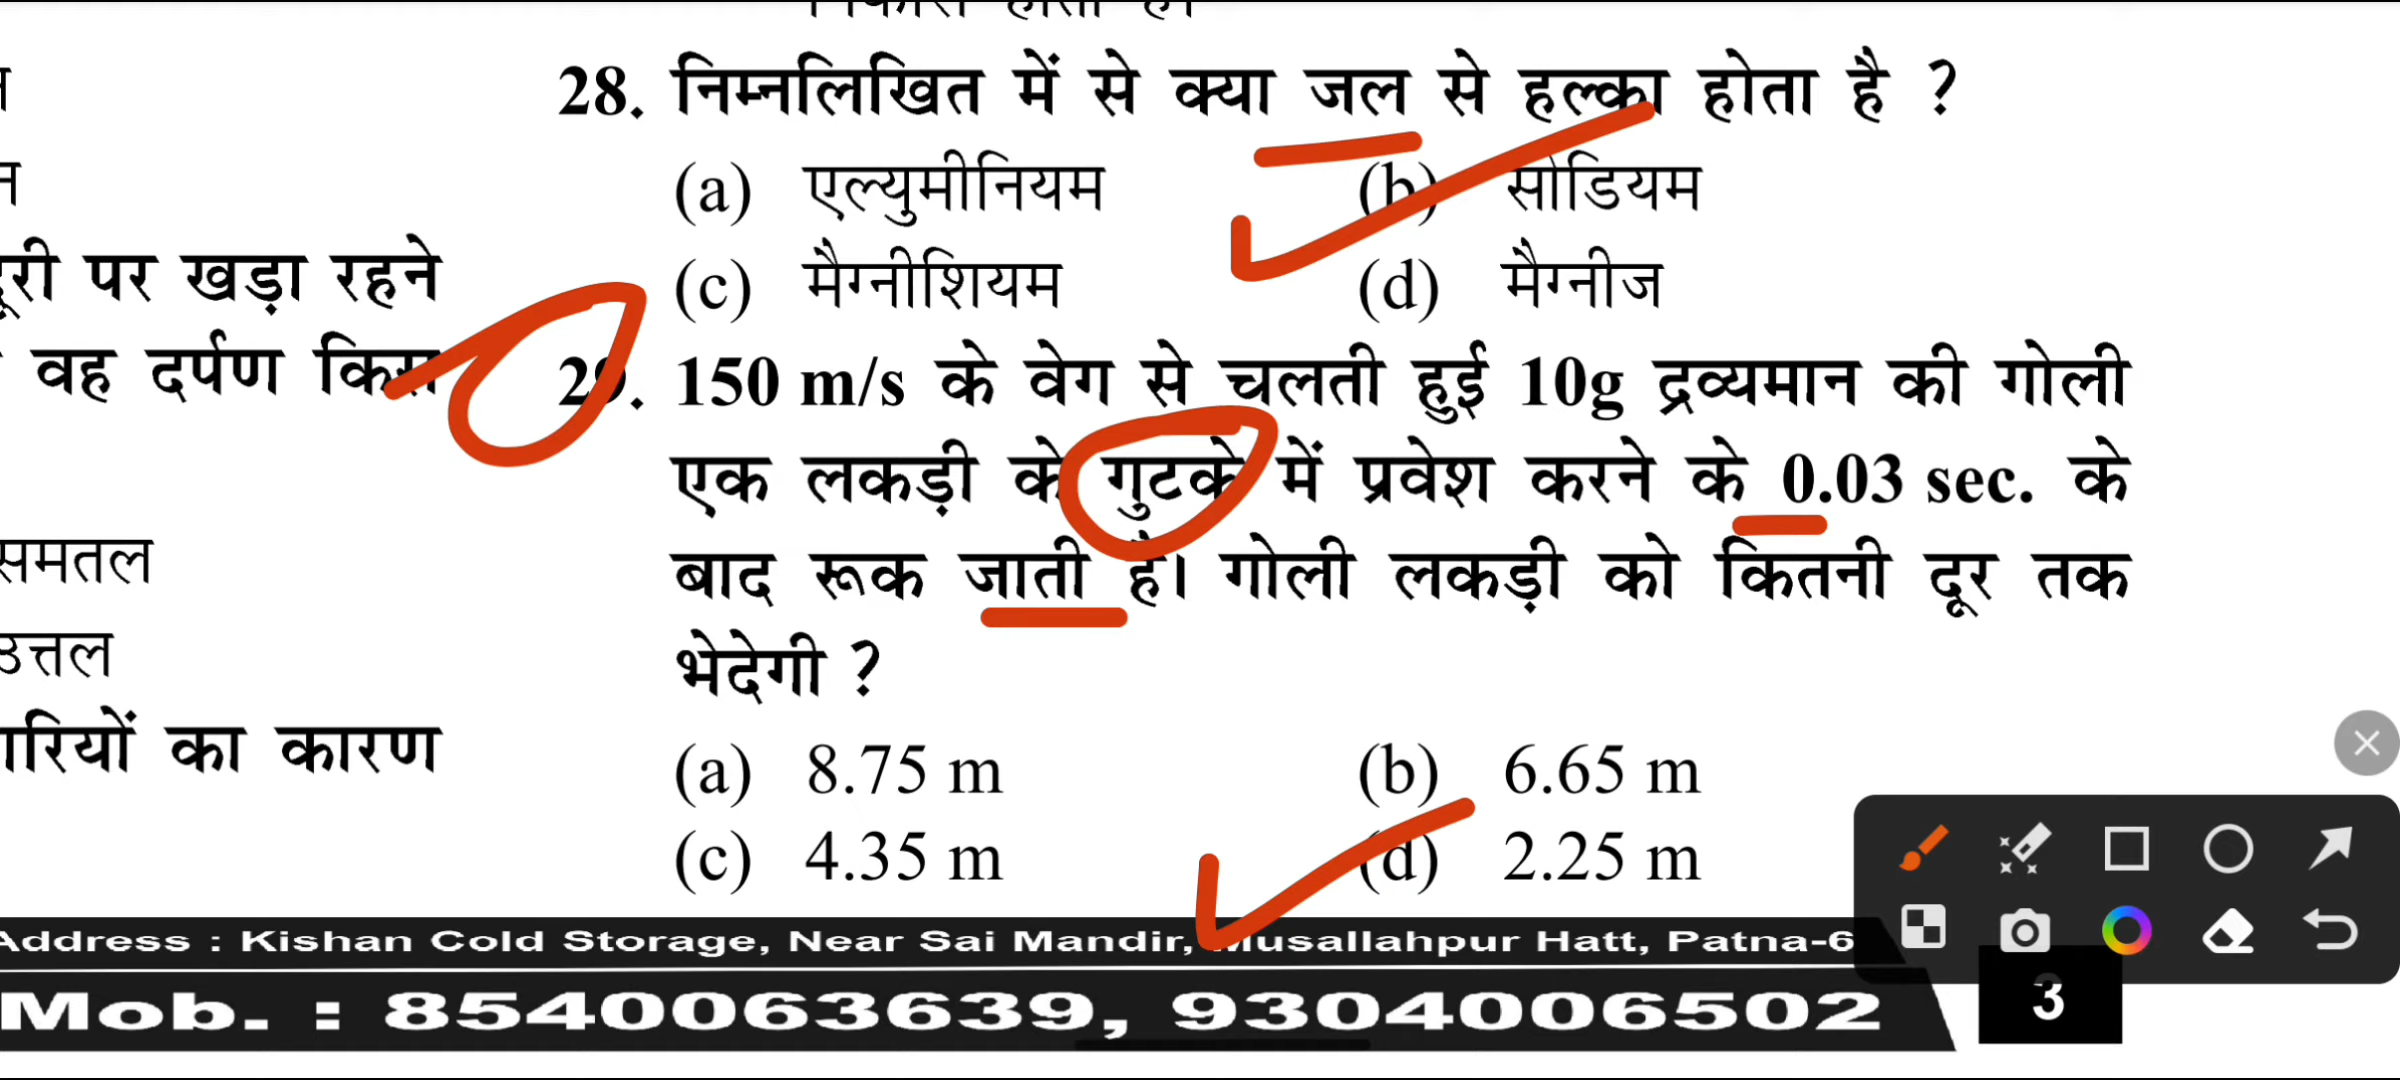 28. निम्नलिखित में से क्या जल से हल्का होता है ?
(a) एल्युमीनियम (b) सोडियम
(c) मैग्नीशियम (d) मैग्नीज
दूरी पर खड़ा रहने
वह दर्पण किस
29. 150 m/s के वेग से चलती हुई 10g द्रव्यमान की गोली
एक लकड़ी के गुटके में प्रवेश करने के 0.03 sec. के
बाद रूक जाती है। गोली लकड़ी को कितनी दूर तक
भेदेगी ?
समतल
उत्तल
का कारण
(a) 8.75 m (b) 6.65 m
(c) 4.35 m (d) 2.25 m
Address : Kishan Cold Storage, Near Sai Mandir, Musallahpur Hatt, Patna-6
Mob. : 8540063639, 9304006502
3